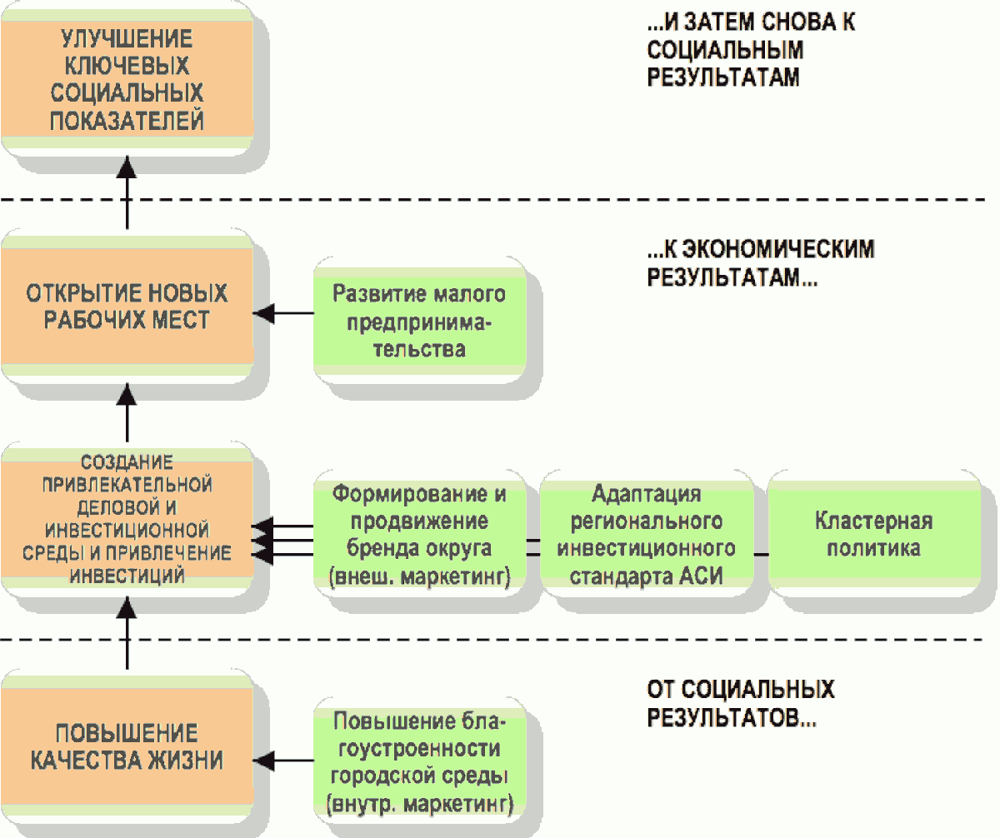 УЛУЧШЕНИЕ
КЛЮЧЕВЫХ
СОЦИАЛЬНЫХ
ПОКАЗАТЕЛЕЙ
...И ЗАТЕМ СНОВА К
СОЦИАЛЬНЫМ
РЕЗУЛЬТАТАМ
ОТКРЫТИЕ НОВЫХ
РАБОЧИХ МЕСТ
Развитие малого
предпринима-
тельства
...К ЭКОНОМИЧЕСКИМ
РЕЗУЛЬТАТАМ...
СОЗДАНИЕ
ПРИВЛЕКАТЕЛЬНОЙ
ДЕЛОВОЙ И
ИНВЕСТИЦИОННОЙ
СРЕДЫ И ПРИВЛЕЧЕНИЕ
ИНВЕСТИЦИЙ
Формирование и
продвижение
бренда округа
(внеш. маркетинг)
Адаптация
регионального
инвестиционного
стандарта АСИ
Кластерная
политика
ПОВЫШЕНИЕ
КАЧЕСТВА ЖИЗНИ
Повышение бла-
гоустроенности
городской среды
(внутр. маркетинг)
ОТ СОЦИАЛЬНЫХ
РЕЗУЛЬТАТОВ...